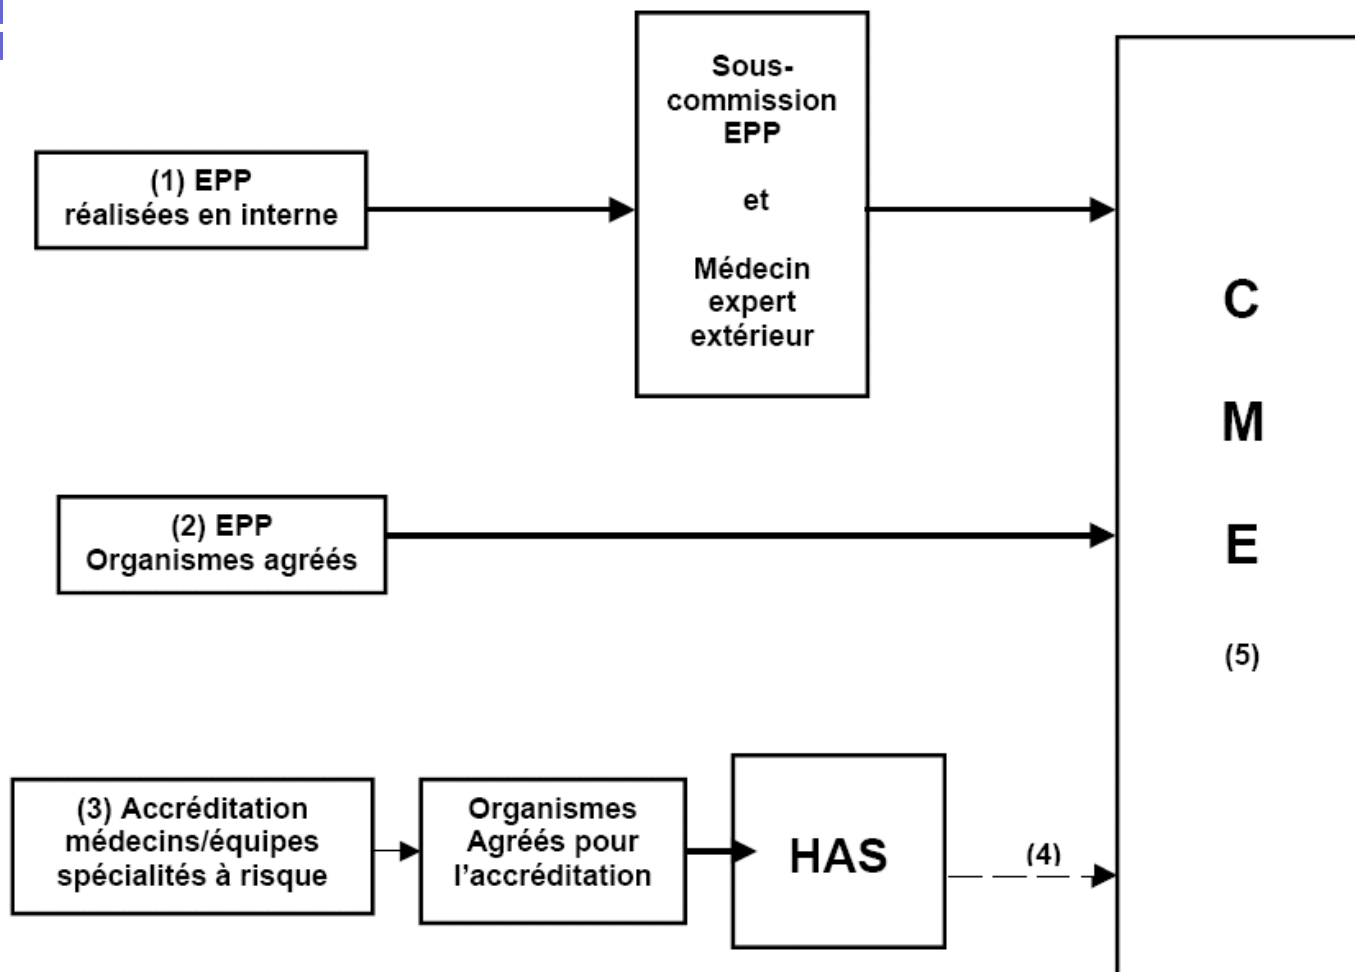 Sous-
commission
EPP
et
Médecin
expert
extérieur
(1) EPP
réalisées en interne
C
M
E
(5)
(2) EPP
Organismes agréés
(3) Accréditation
médecins/équipes
spécialités à risque
Organismes
Agréés pour
l'accréditation
HAS
(4)